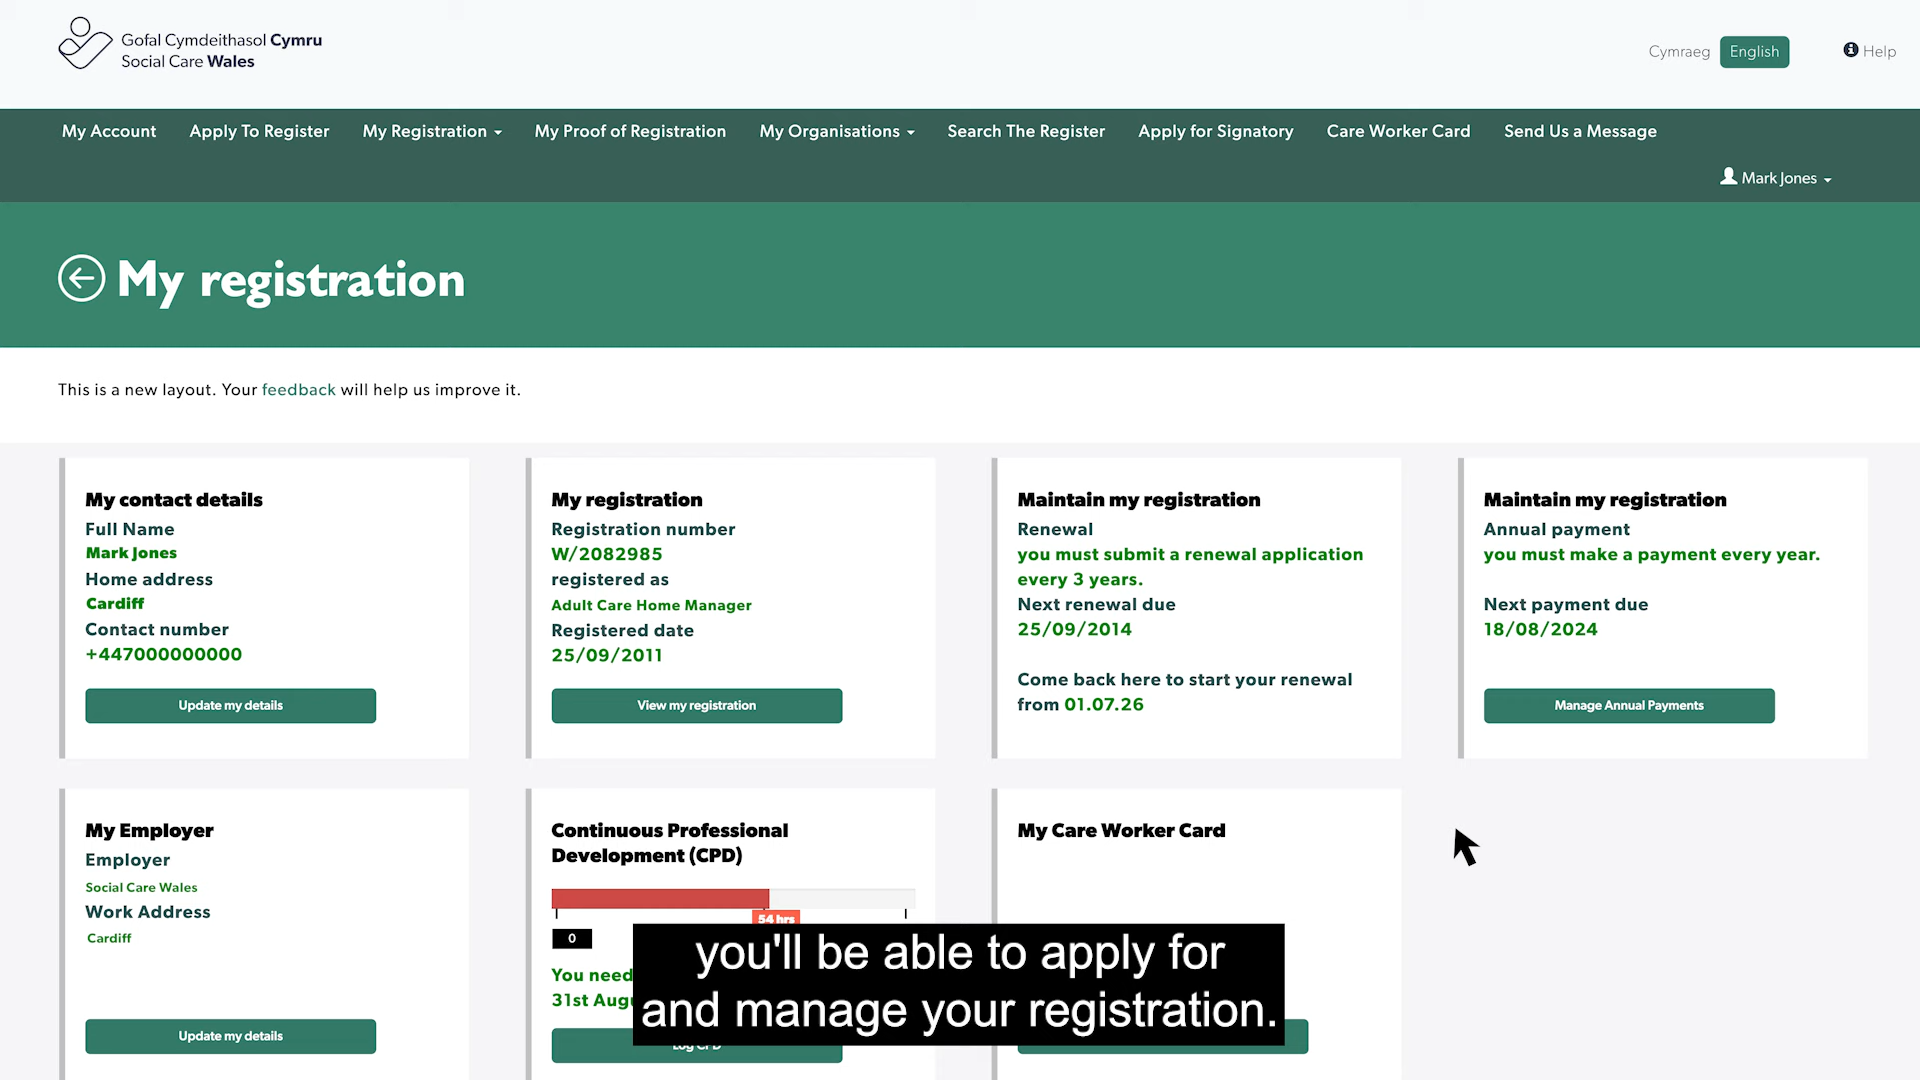 Gofal Cymdeithasol Cymru
Social Care Wales
Cymraeg
English
Help
My Account
Apply To Register
My Registration
My Proof of Registration
My Organisations
Search The Register
Apply for Signatory
Care Worker Card
Send Us a Message
Mark Jones
My registration
This is a new layout. Your feedback will help us improve it.
My contact details
Full Name
Mark Jones
Home address
Cardiff
Contact number
+447000000000
Update my details
My registration
Registration number
W/2082985
registered as
Adult Care Home Manager
Registered date
25/09/2011
View my registration
Maintain my registration
Renewal
you must submit a renewal application
every 3 years.
Next renewal due
25/09/2014
Come back here to start your renewal
from 01.07.26
Maintain my registration
Annual payment
you must make a payment every year.
Next payment due
18/08/2024
Manage Annual Payments
My Employer
Employer
Social Care Wales
Work Address
Cardiff
Update my details
Continuous Professional
Development (CPD)
54 hrs
0
You need
31st Aug
Log CPD
My Care Worker Card
you'll be able to apply for
and manage your registration.